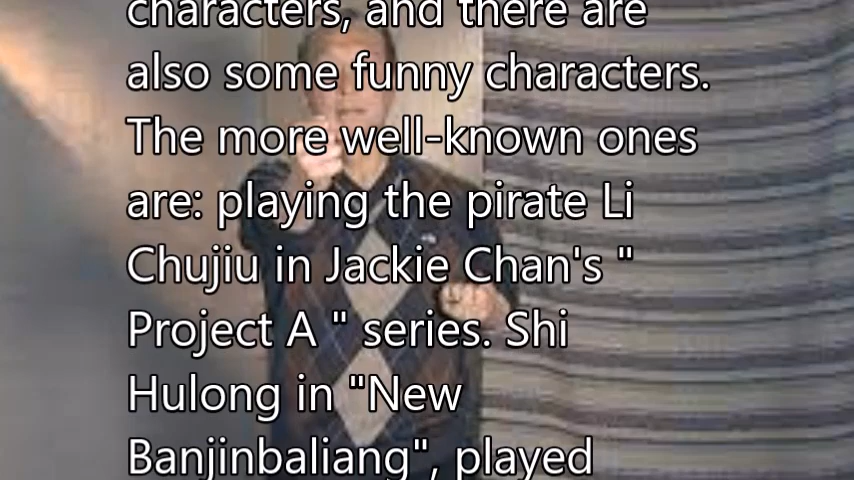 characters, and there are
also some funny characters.
The more well-known ones
are: playing the pirate Li
Chujiu in Jackie Chan's "
Project A " series. Shi
Hulong in "New
Banjinbaliang", played